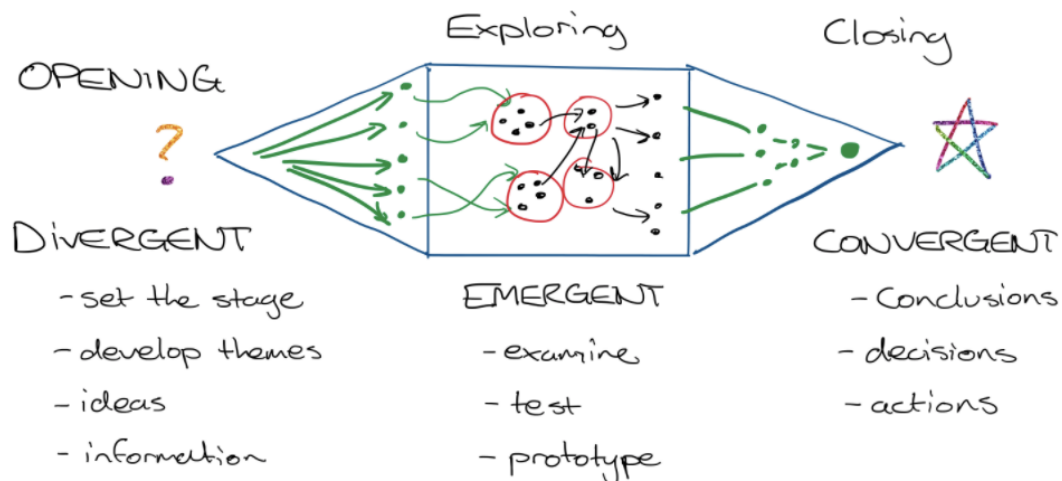 OPENING
Exploring
Closing
?
DIVERGENT
- set the stage
- develop themes
- ideas
- information
EMERGENT
- examine
- test
- prototype
CONVERGENT
- Conclusions
- decisions
- actions